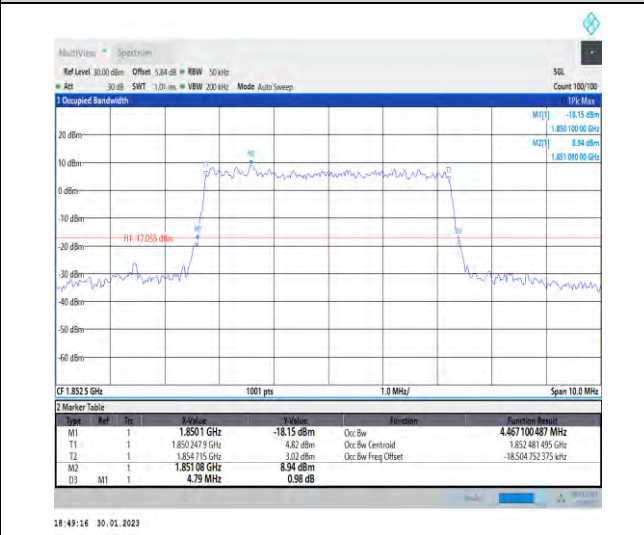 MultiView Spectrum
Ref Level 30.00 dBm Offset 5.84 dB RBW 50 kHz SGL
Att 30 dB SWT 1.01 ms VBW 200 kHz Mode Auto Sweep Count 100/100
1 Occupied Bandwidth 1Pk Max
M1[1] -18.15 dBm
1.850 100 00 GHz
M2[1] 8.94 dBm
1.851 080 00 GHz
20 dBm
10 dBm
0 dBm
-10 dBm
H1 -17.055 dBm
-20 dBm
-30 dBm
-40 dBm
-50 dBm
-60 dBm
CF 1.852 5 GHz 1001 pts 1.0 MHz/ Span 10.0 MHz
2 Marker Table
Type Ref Trc X-Value Y-Value Function Function Result
M1 1 1.8501 GHz -18.15 dBm Occ Bw 4.467 100 487 MHz
T1 1 1.850 247 9 GHz 4.82 dBm Occ Bw Centroid 1.852 481 495 GHz
T2 1 1.854 715 GHz 3.02 dBm Occ Bw Freq Offset -18.504 752 375 kHz
M2 1 1.851 08 GHz 8.94 dBm
D3 M1 1 4.79 MHz 0.98 dB
18:49:16 30.01.2023